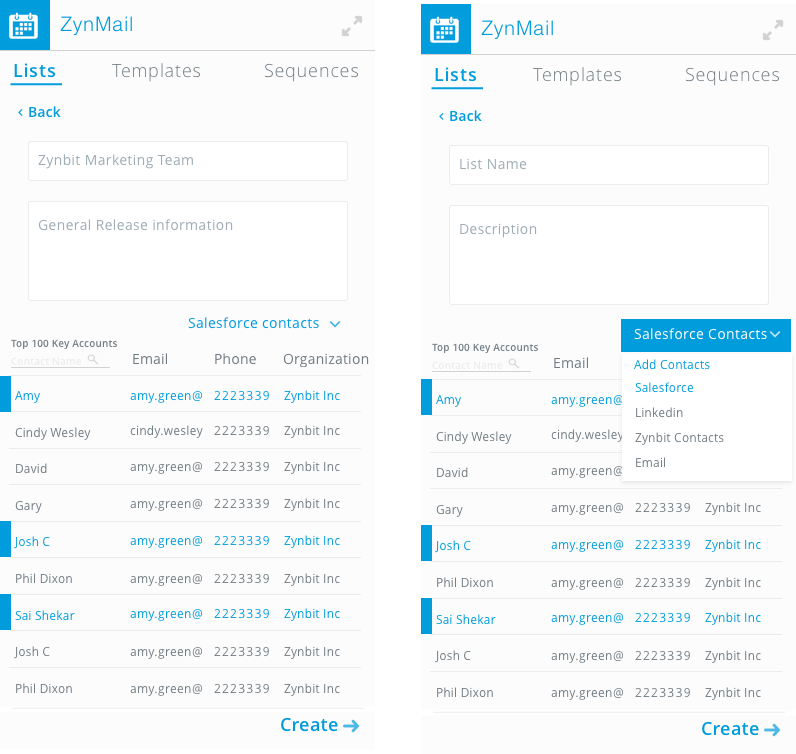 ZynMail
Lists Templates Sequences
‹ Back
Zynbit Marketing Team
General Release information
Salesforce contacts
Top 100 Key Accounts
Contact Name Email Phone Organization
Amy amy.green@ 2223339 Zynbit Inc
Cindy Wesley cindy.wesley 2223339 Zynbit Inc
David amy.green@ 2223339 Zynbit Inc
Gary amy.green@ 2223339 Zynbit Inc
Josh C amy.green@ 2223339 Zynbit Inc
Phil Dixon amy.green@ 2223339 Zynbit Inc
Sai Shekar amy.green@ 2223339 Zynbit Inc
Josh C amy.green@ 2223339 Zynbit Inc
Phil Dixon amy.green@ 2223339 Zynbit Inc
Create
ZynMail
Lists Templates Sequences
‹ Back
List Name
Description
Salesforce Contacts
Add Contacts
Salesforce
Linkedin
Zynbit Contacts
Email
Top 100 Key Accounts
Contact Name Email
Amy amy.green@
Cindy Wesley cindy.wesley
David amy.green@
Gary amy.green@ 2223339 Zynbit Inc
Josh C amy.green@ 2223339 Zynbit Inc
Phil Dixon amy.green@ 2223339 Zynbit Inc
Sai Shekar amy.green@ 2223339 Zynbit Inc
Josh C amy.green@ 2223339 Zynbit Inc
Phil Dixon amy.green@ 2223339 Zynbit Inc
Create